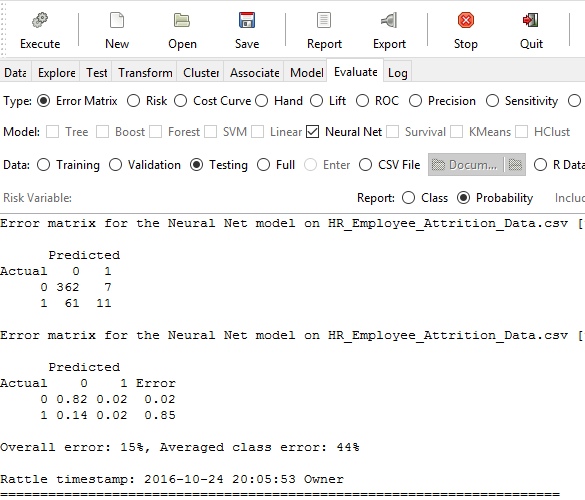 Execute New Open Save Report Export Stop Quit
Data Explore Test Transform Cluster Associate Model Evaluate Log
Type: Error Matrix Risk Cost Curve Hand Lift ROC Precision Sensitivity
Model: Tree Boost Forest SVM Linear Neural Net Survival KMeans HClust
Data: Training Validation Testing Full Enter CSV File Docum... R Data
Risk Variable: Report: Class Probability Inclu
Error matrix for the Neural Net model on HR_Employee_Attrition_Data.csv [
Predicted
Actual 0 1
0 362 7
1 61 11
Error matrix for the Neural Net model on HR_Employee_Attrition_Data.csv [
Predicted
Actual 0 1 Error
0 0.82 0.02 0.02
1 0.14 0.02 0.85
Overall error: 15%, Averaged class error: 44%
Rattle timestamp: 2016-10-24 20:05:53 Owner
======================================================================